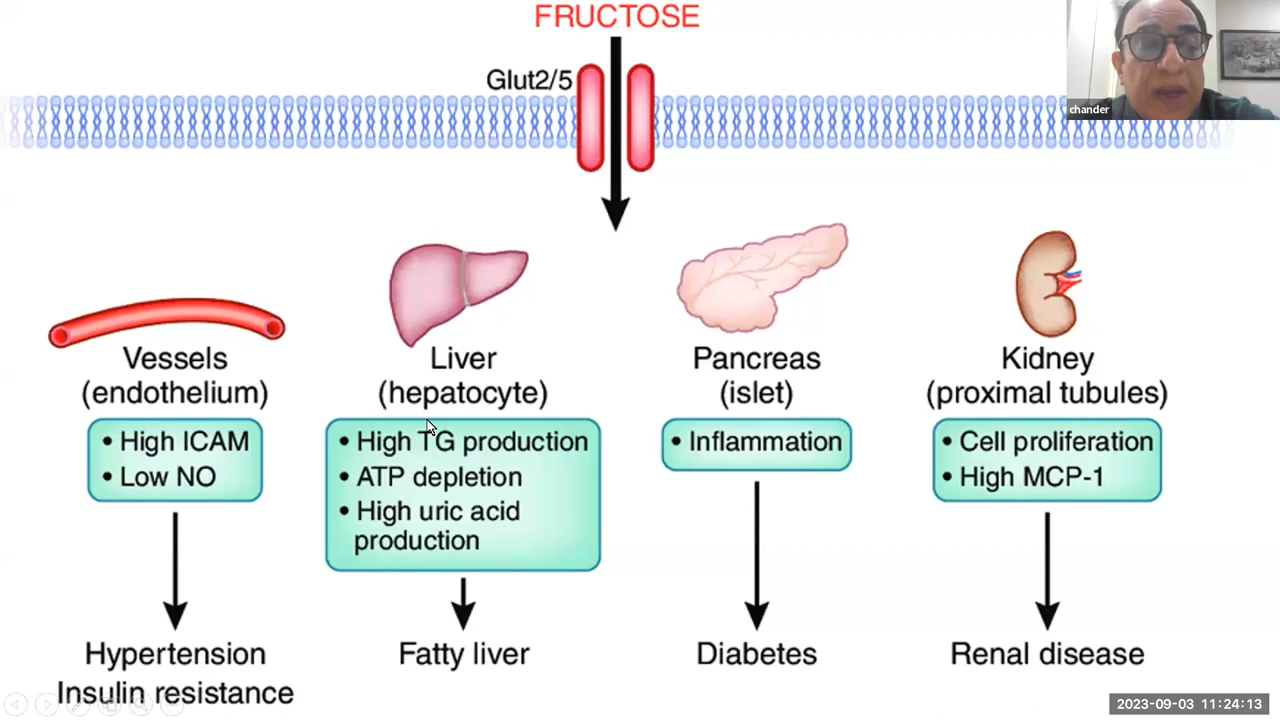 FRUCTOSE
Glut2/5
chander
Vessels
(endothelium)
• High ICAM
• Low NO
Hypertension
Insulin resistance
Liver
(hepatocyte)
• High TG production
• ATP depletion
• High uric acid
production
Fatty liver
Pancreas
(islet)
• Inflammation
Diabetes
Kidney
(proximal tubules)
• Cell proliferation
• High MCP-1
Renal disease
2023-09-03 11:24:13